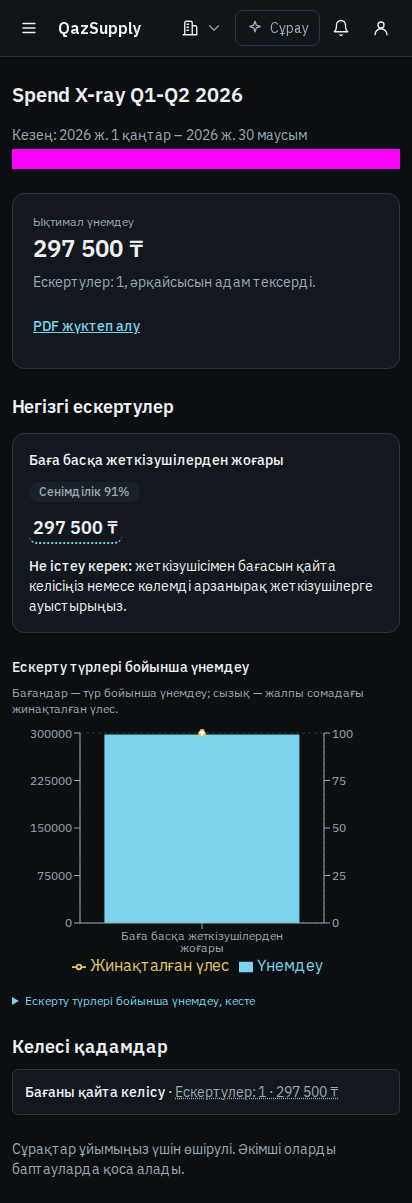 QazSupply
Сұрау
Spend X-ray Q1-Q2 2026
Кезең: 2026 ж. 1 қаңтар – 2026 ж. 30 маусым
Ықтимал үнемдеу
297 500 ₸
Ескертулер: 1, әрқайсысын адам тексерді.
PDF жүктеп алу
Негізгі ескертулер
Баға басқа жеткізушілерден жоғары
Сенімділік 91%
297 500 ₸
Не істеу керек: жеткізушісімен бағасын қайта
келісіңіз немесе көлемді арзанырақ жеткізушілерге
ауыстырыңыз.
Ескерту түрлері бойынша үнемдеу
Бағандар — түр бойынша үнемдеу; сызық — жалпы сомадағы
жинақталған үлес.
300000 100
225000 75
150000 50
75000 25
0 0
Баға басқа жеткізушілерден
жоғары
Жинақталған үлес Үнемдеу
Ескерту түрлері бойынша үнемдеу, кесте
Келесі қадамдар
Бағаны қайта келісу · Ескертулер: 1 · 297 500 ₸
Сұрақтар ұйымыңыз үшін өшірулі. Әкімші оларды
баптауларда қоса алады.